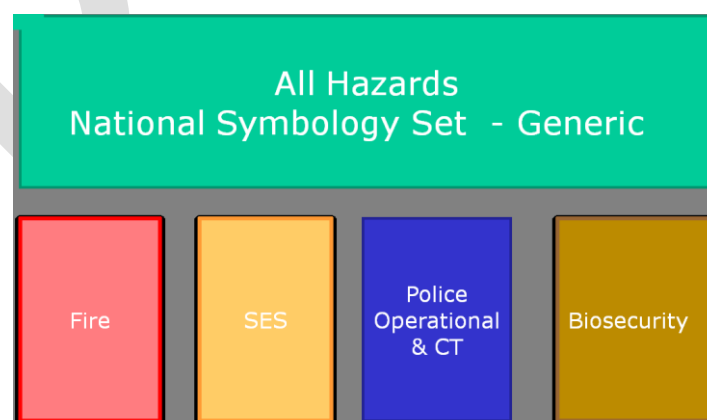 All Hazards
National Symbology Set - Generic
Fire
SES
Police
Operational
& CT
Biosecurity